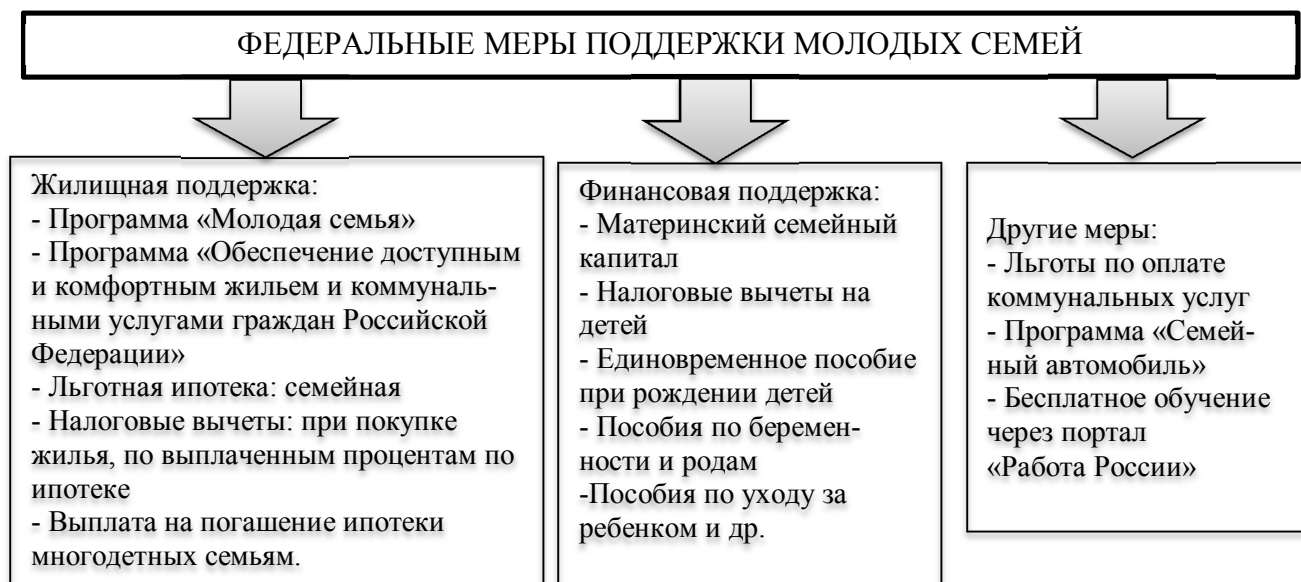 ФЕДЕРАЛЬНЫЕ МЕРЫ ПОДДЕРЖКИ МОЛОДЫХ СЕМЕЙ
Жилищная поддержка:
- Программа «Молодая семья»
- Программа «Обеспечение доступным
и комфортным жильем и коммуналь-
ными услугами граждан Российской
Федерации»
- Льготная ипотека: семейная
- Налоговые вычеты: при покупке
жилья, по выплаченным процентам по
ипотеке
- Выплата на погашение ипотеки
многодетных семьям.
Финансовая поддержка:
- Материнский семейный
капитал
- Налоговые вычеты на
детей
- Единовременное пособие
при рождении детей
- Пособия по беремен-
ности и родам
-Пособия по уходу за
ребенком и др.
Другие меры:
- Льготы по оплате
коммунальных услуг
- Программа «Семей-
ный автомобиль»
- Бесплатное обучение
через портал
«Работа России»